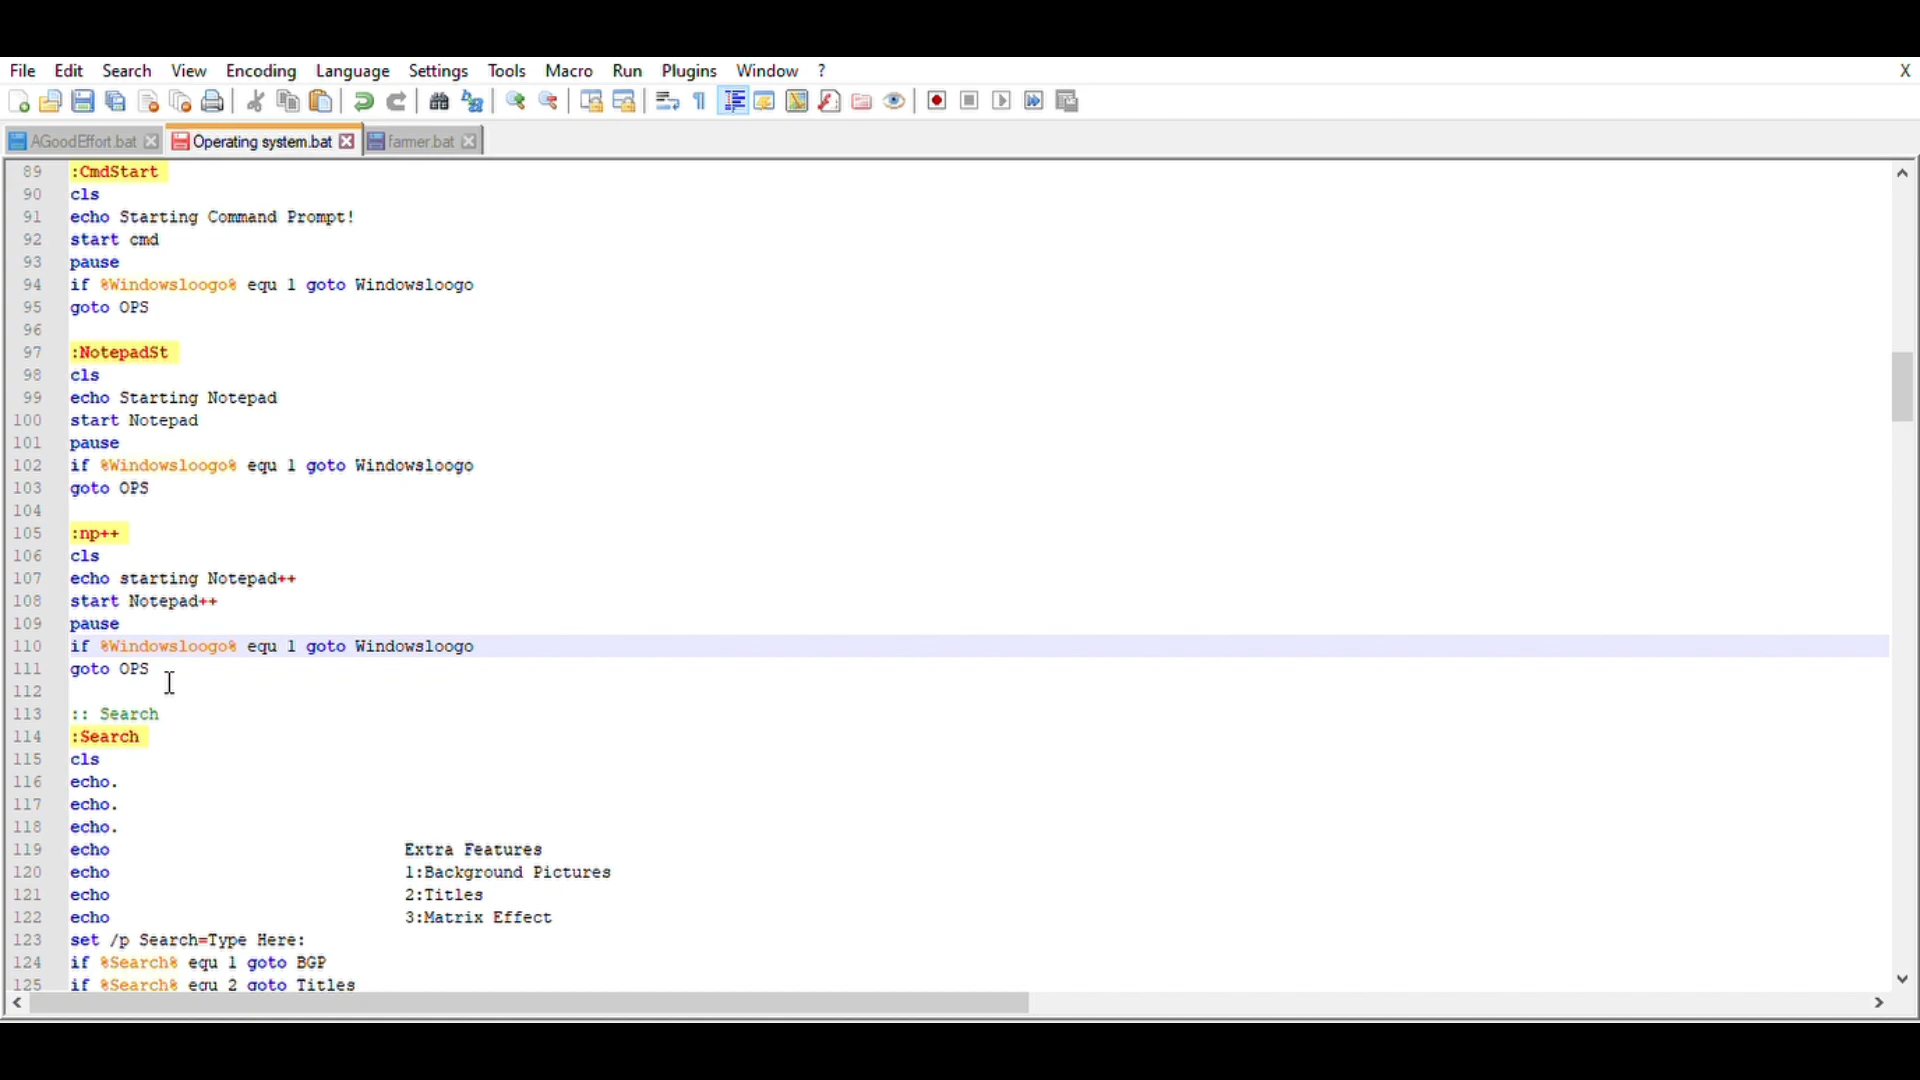 File Edit Search View Encoding Language Settings Tools Macro Run Plugins Window ? X
AGoodEffort.bat Operating system.bat farmer.bat
89 :CmdStart
90 cls
91 echo Starting Command Prompt!
92 start cmd
93 pause
94 if %Windowsloogo% equ 1 goto Windowsloogo
95 goto OPS
96
97 :NotepadSt
98 cls
99 echo Starting Notepad
100 start Notepad
101 pause
102 if %Windowsloogo% equ 1 goto Windowsloogo
103 goto OPS
104
105 :np++
106 cls
107 echo starting Notepad++
108 start Notepad++
109 pause
110 if %Windowsloogo% equ 1 goto Windowsloogo
111 goto OPS
112
113 :: Search
114 :Search
115 cls
116 echo.
117 echo.
118 echo.
119 echo Extra Features
120 echo 1:Background Pictures
121 echo 2:Titles
122 echo 3:Matrix Effect
123 set /p Search=Type Here:
124 if %Search% equ 1 goto BGP
125 if %Search% equ 2 goto Titles